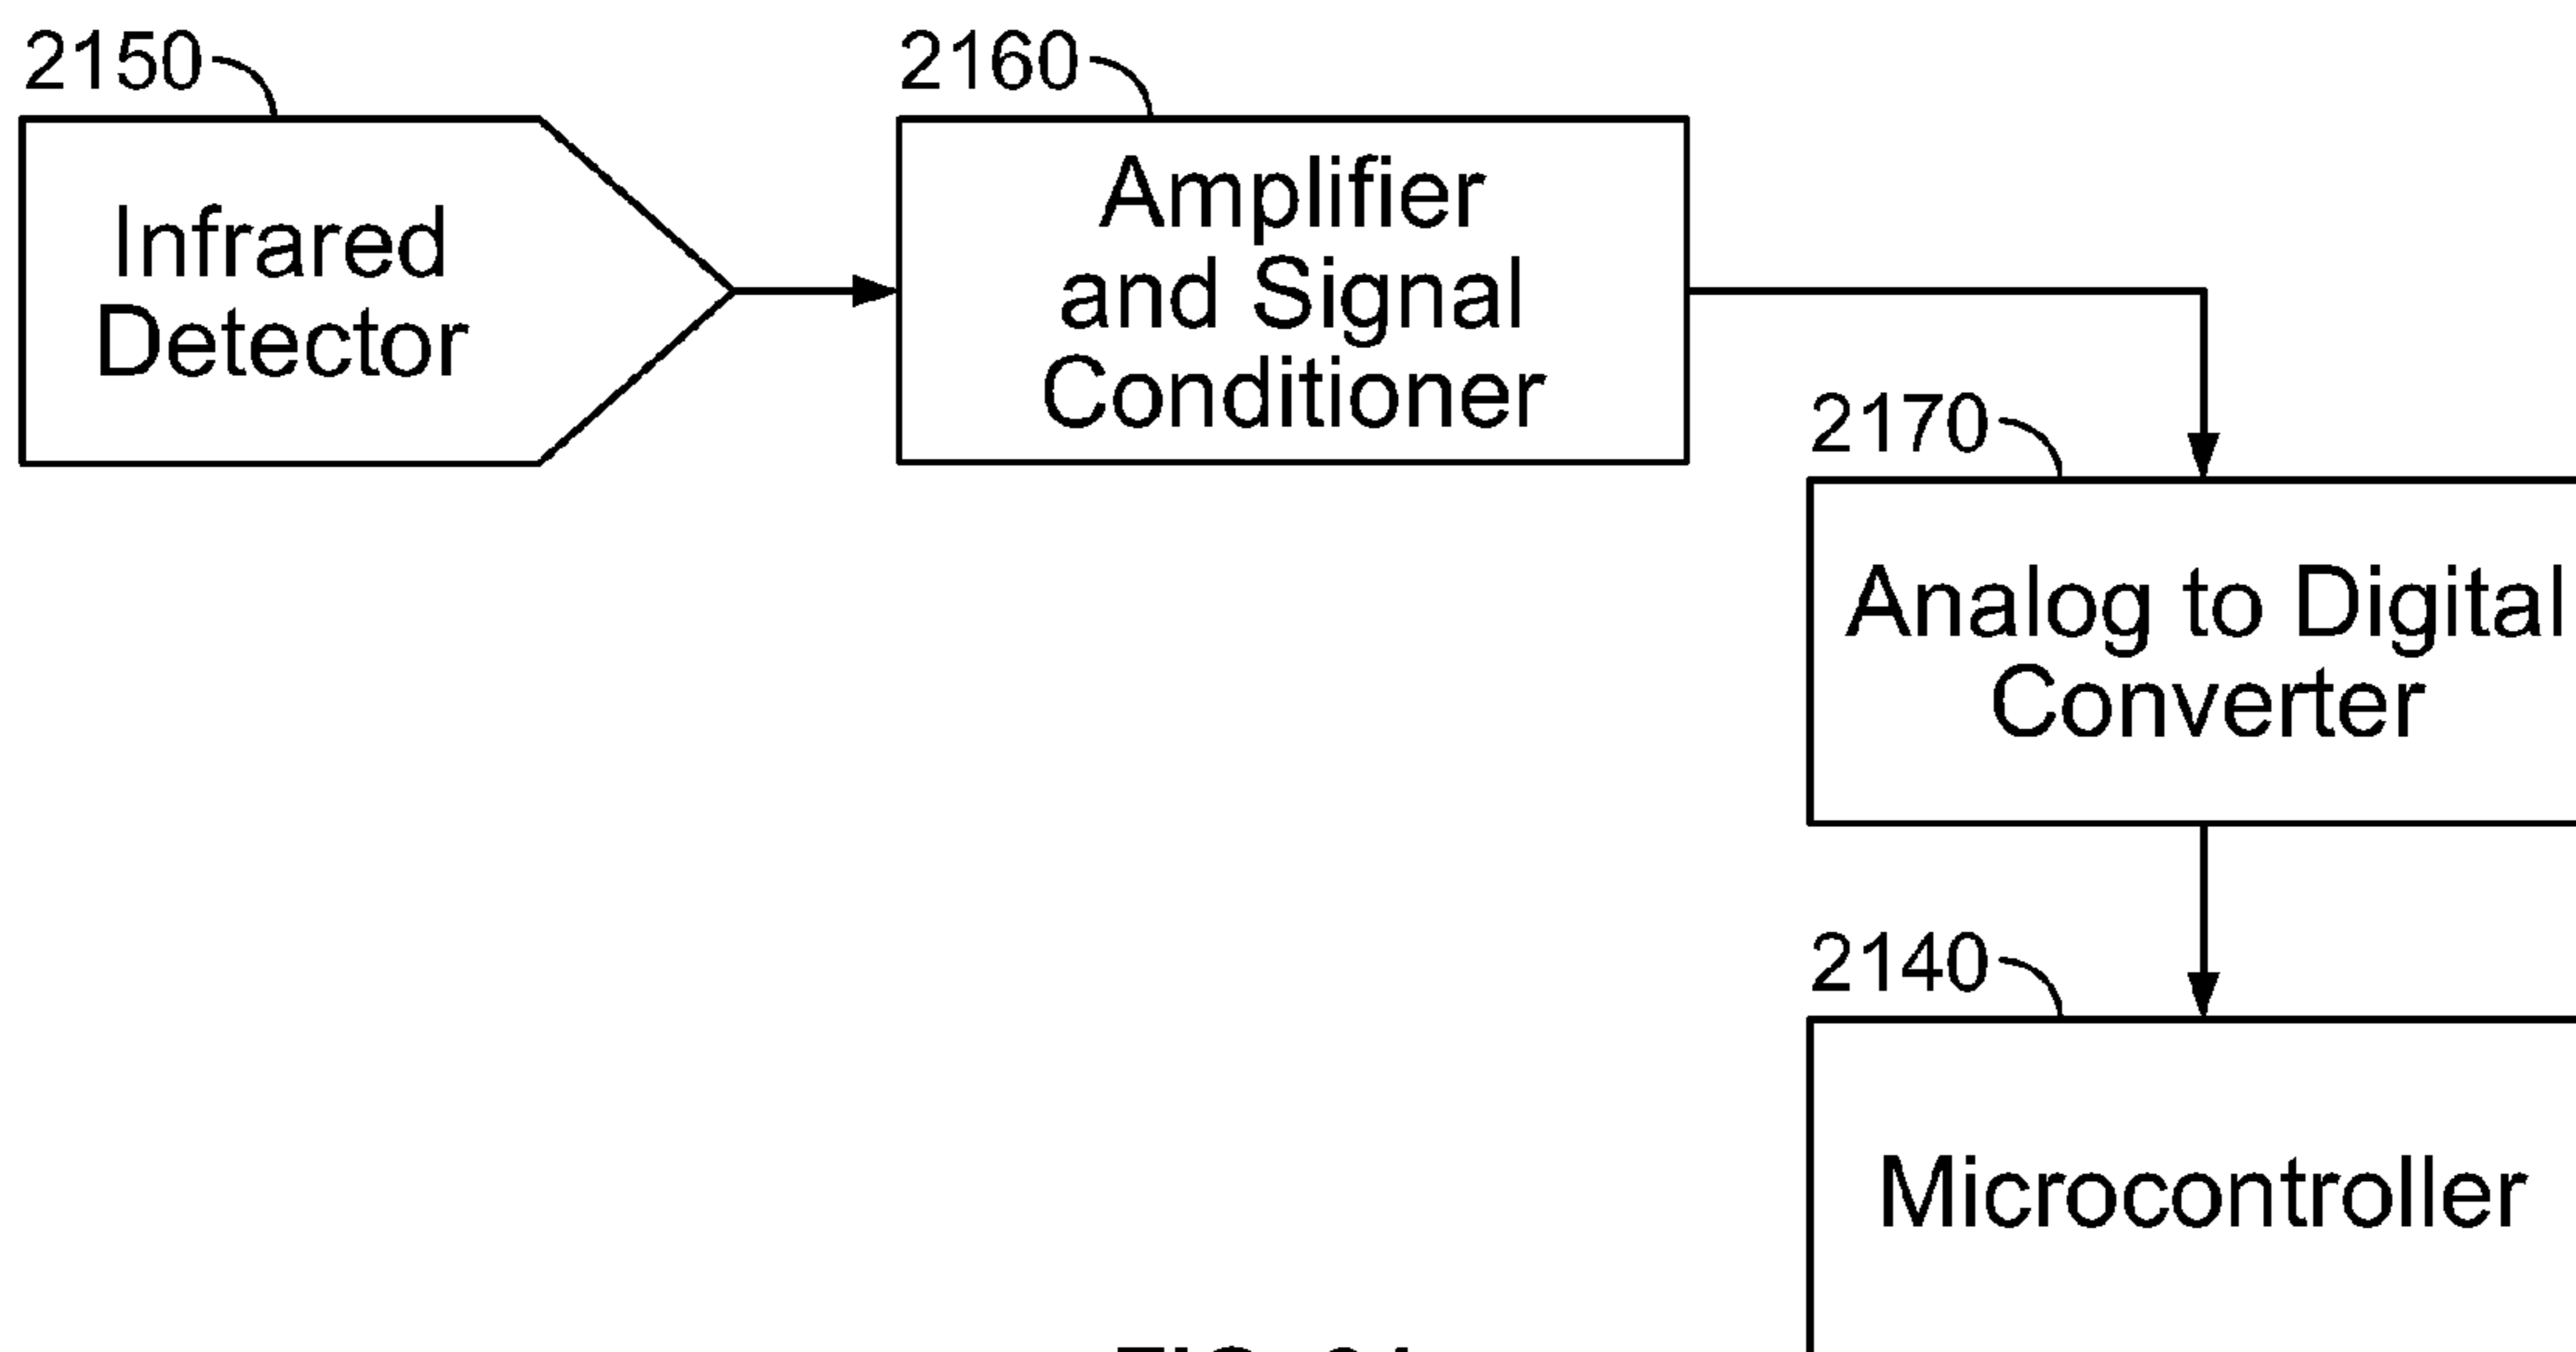 2150
2160
Infrared
Detector
Amplifier
and Signal
Conditioner
2170
Analog to Digital
Converter
2140
Microcontroller